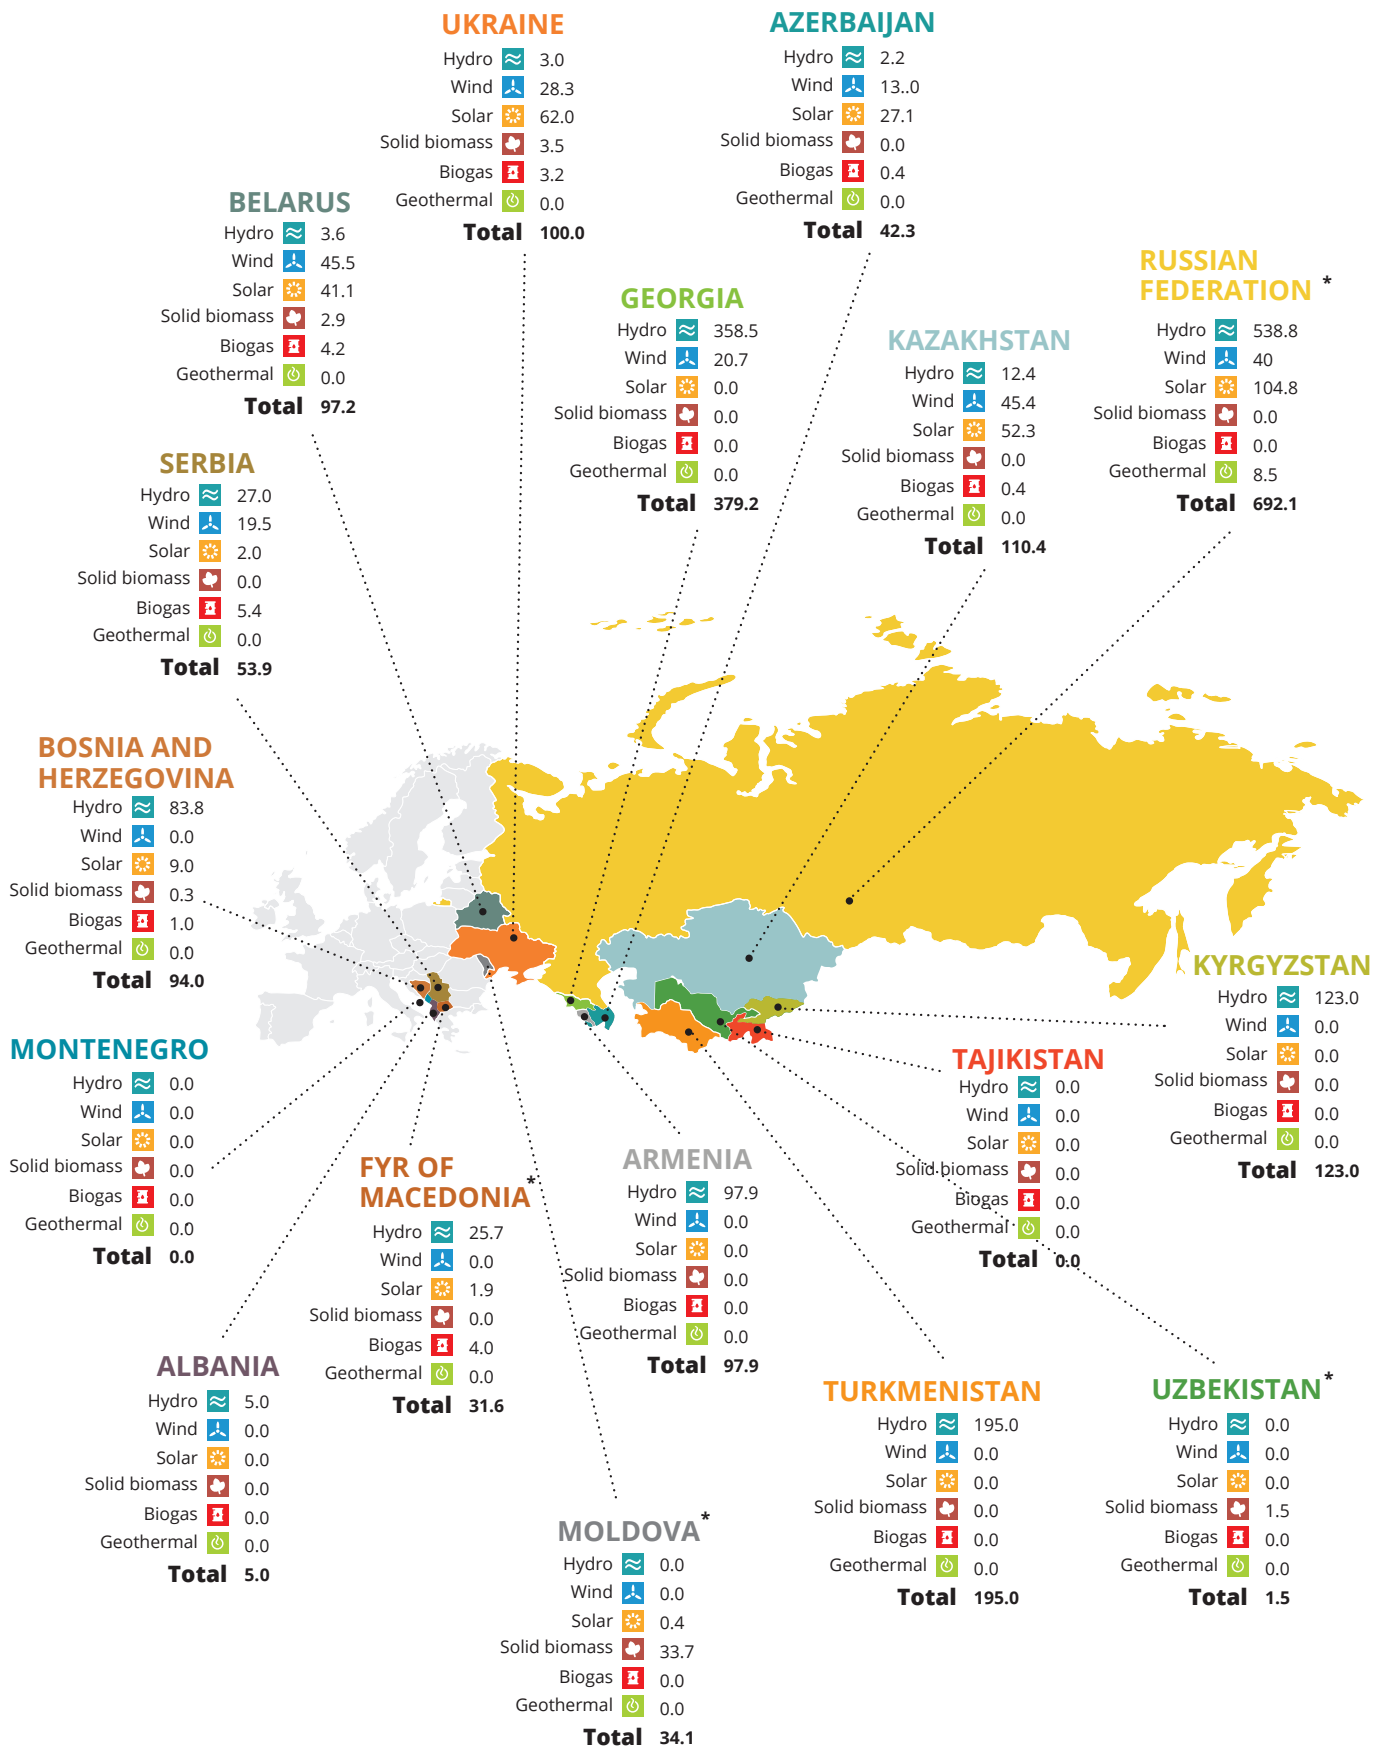 UKRAINE
Hydro 3.0
Wind 28.3
Solar 62.0
Solid biomass 3.5
Biogas 3.2
Geothermal 0.0
Total 100.0
AZERBAIJAN
Hydro 2.2
Wind 13..0
Solar 27.1
Solid biomass 0.0
Biogas 0.4
Geothermal 0.0
Total 42.3
BELARUS
Hydro 3.6
Wind 45.5
Solar 41.1
Solid biomass 2.9
Biogas 4.2
Geothermal 0.0
Total 97.2
GEORGIA
Hydro 358.5
Wind 20.7
Solar 0.0
Solid biomass 0.0
Biogas 0.0
Geothermal 0.0
Total 379.2
KAZAKHSTAN
Hydro 12.4
Wind 45.4
Solar 52.3
Solid biomass 0.0
Biogas 0.4
Geothermal 0.0
Total 110.4
RUSSIAN
FEDERATION *
Hydro 538.8
Wind 40
Solar 104.8
Solid biomass 0.0
Biogas 0.0
Geothermal 8.5
Total 692.1
SERBIA
Hydro 27.0
Wind 19.5
Solar 2.0
Solid biomass 0.0
Biogas 5.4
Geothermal 0.0
Total 53.9
BOSNIA AND
HERZEGOVINA
Hydro 83.8
Wind 0.0
Solar 9.0
Solid biomass 0.3
Biogas 1.0
Geothermal 0.0
Total 94.0
KYRGYZSTAN
Hydro 123.0
Wind 0.0
Solar 0.0
Solid biomass 0.0
Biogas 0.0
Geothermal 0.0
Total 123.0
MONTENEGRO
Hydro 0.0
Wind 0.0
Solar 0.0
Solid biomass 0.0
Biogas 0.0
Geothermal 0.0
Total 0.0
TAJIKISTAN
Hydro 0.0
Wind 0.0
Solar 0.0
Solid biomass 0.0
Biogas 0.0
Geothermal 0.0
Total 0.0
FYR OF
MACEDONIA*
Hydro 25.7
Wind 0.0
Solar 1.9
Solid biomass 0.0
Biogas 4.0
Geothermal 0.0
Total 31.6
ARMENIA
Hydro 97.9
Wind 0.0
Solar 0.0
Solid biomass 0.0
Biogas 0.0
Geothermal 0.0
Total 97.9
ALBANIA
Hydro 5.0
Wind 0.0
Solar 0.0
Solid biomass 0.0
Biogas 0.0
Geothermal 0.0
Total 5.0
TURKMENISTAN
Hydro 195.0
Wind 0.0
Solar 0.0
Solid biomass 0.0
Biogas 0.0
Geothermal 0.0
Total 195.0
UZBEKISTAN*
Hydro 0.0
Wind 0.0
Solar 0.0
Solid biomass 1.5
Biogas 0.0
Geothermal 0.0
Total 1.5
MOLDOVA*
Hydro 0.0
Wind 0.0
Solar 0.4
Solid biomass 33.7
Biogas 0.0
Geothermal 0.0
Total 34.1